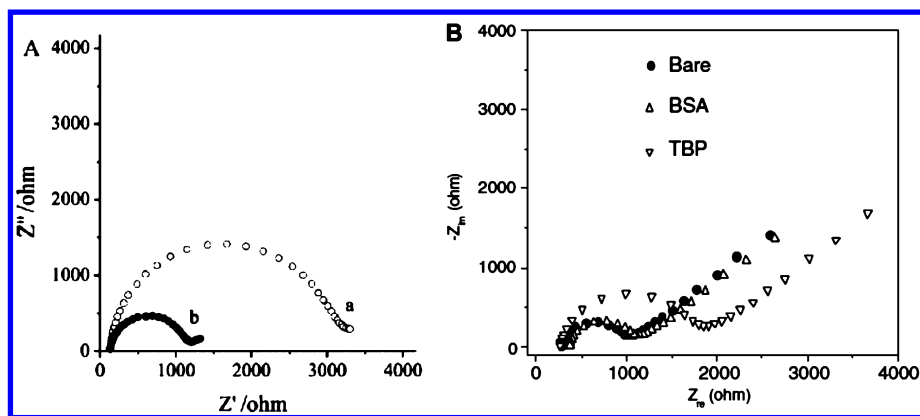 A
4000
3000
2000
1000
0
Z"/ohm
0 1000 2000 3000 4000
Z'/ohm
a
b
B
4000
3000
2000
1000
0
-Zim (ohm)
0 1000 2000 3000 4000
Zre (ohm)
Bare
BSA
TBP